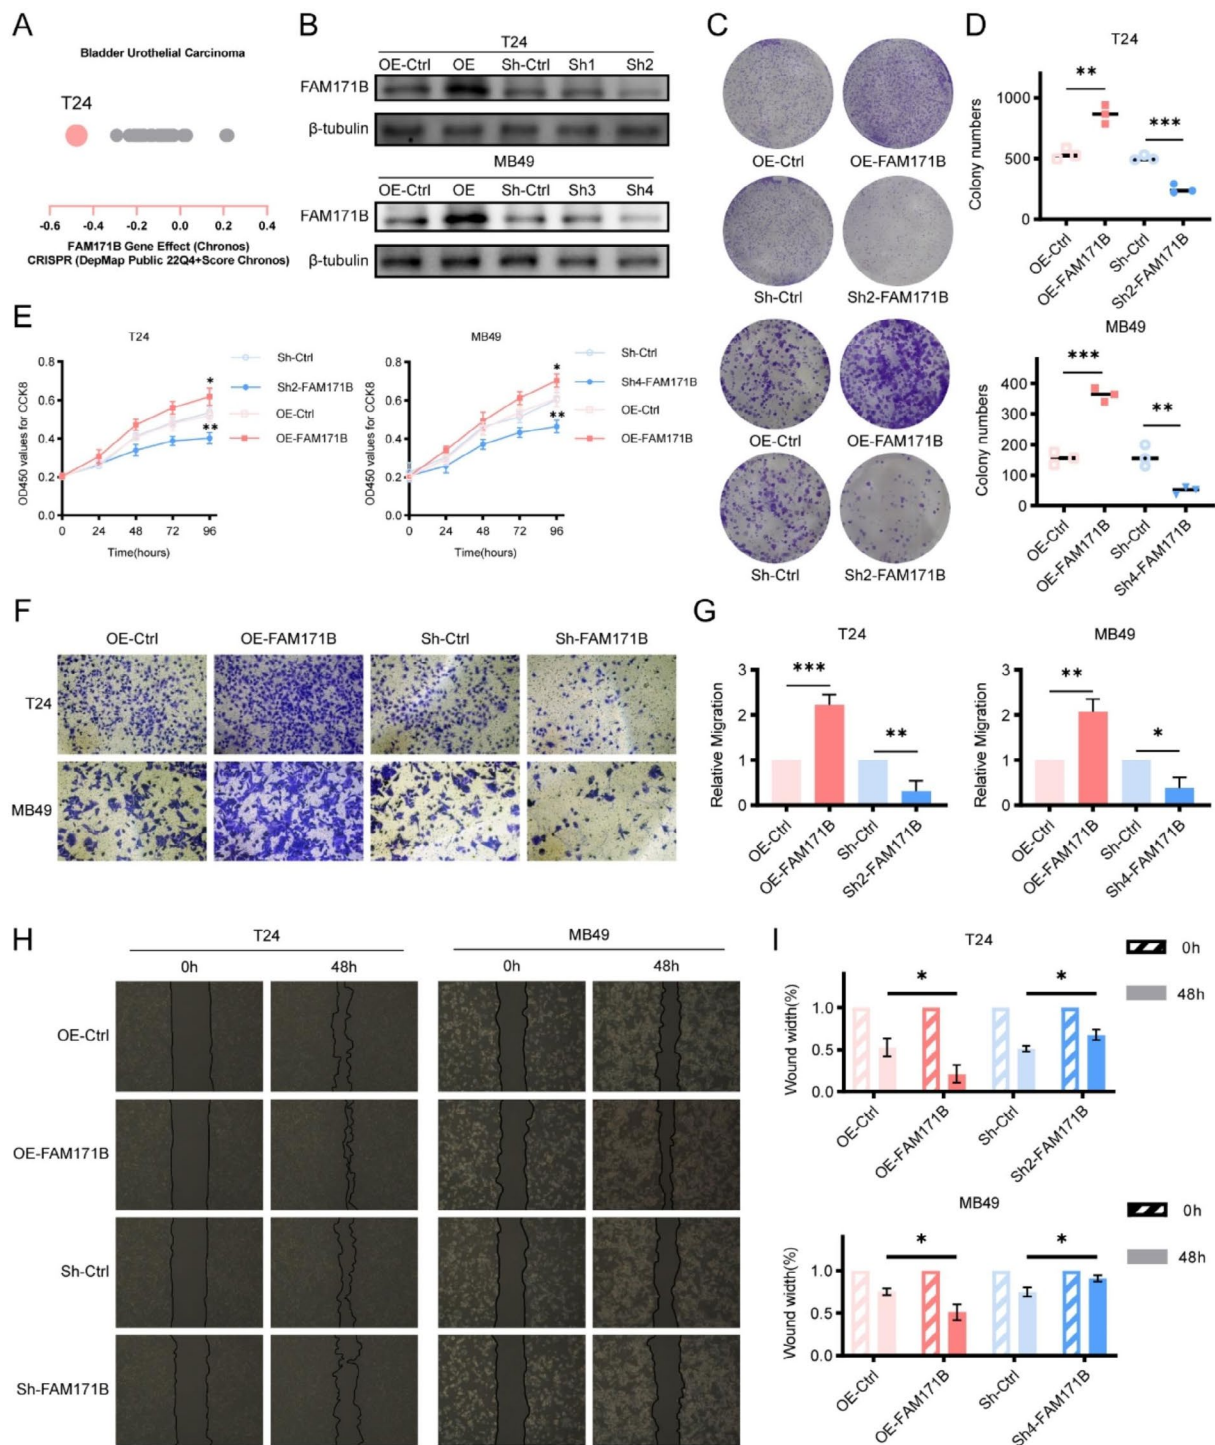 A
Bladder Urothelial Carcinoma
T24
-0.6 -0.4 -0.2 0.0 0.2 0.4
FAM171B Gene Effect (Chronos)
CRISPR (DepMap Public 22Q4+Score Chronos)
B
T24
OE-Ctrl OE Sh-Ctrl Sh1 Sh2
FAM171B
β-tubulin
MB49
OE-Ctrl OE Sh-Ctrl Sh3 Sh4
FAM171B
β-tubulin
C
OE-Ctrl OE-FAM171B
Sh-Ctrl Sh2-FAM171B
OE-Ctrl OE-FAM171B
Sh-Ctrl Sh2-FAM171B
D
T24
Colony numbers
1000
500
0
** ***
OE-Ctrl OE-FAM171B Sh-Ctrl Sh2-FAM171B
MB49
Colony numbers
400
300
200
100
0
*** **
OE-Ctrl OE-FAM171B Sh-Ctrl Sh4-FAM171B
E
T24
OD450 values for CCK8
0.8
0.6
0.4
0.2
0.0
*
**
0 24 48 72 96
Time(hours)
Sh-Ctrl
Sh2-FAM171B
OE-Ctrl
OE-FAM171B
MB49
OD450 values for CCK8
0.8
0.6
0.4
0.2
0.0
*
**
0 24 48 72 96
Time(hours)
Sh-Ctrl
Sh4-FAM171B
OE-Ctrl
OE-FAM171B
F
OE-Ctrl OE-FAM171B Sh-Ctrl Sh-FAM171B
T24
MB49
G
T24
Relative Migration
3
2
1
0
*** **
OE-Ctrl OE-FAM171B Sh-Ctrl Sh2-FAM171B
MB49
Relative Migration
3
2
1
0
** *
OE-Ctrl OE-FAM171B Sh-Ctrl Sh4-FAM171B
H
T24 MB49
0h 48h 0h 48h
OE-Ctrl
OE-FAM171B
Sh-Ctrl
Sh-FAM171B
I
T24
0h
48h
Wound width(%)
1.0
0.5
0.0
* *
OE-Ctrl OE-FAM171B Sh-Ctrl Sh2-FAM171B
MB49
0h
48h
Wound width(%)
1.0
0.5
0.0
* *
OE-Ctrl OE-FAM171B Sh-Ctrl Sh4-FAM171B